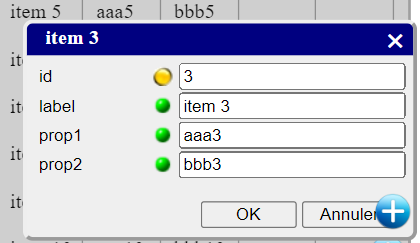 item 5 aaa5 bbb5
item 3
id 3
label item 3
prop1 aaa3
prop2 bbb3
OK Annuler